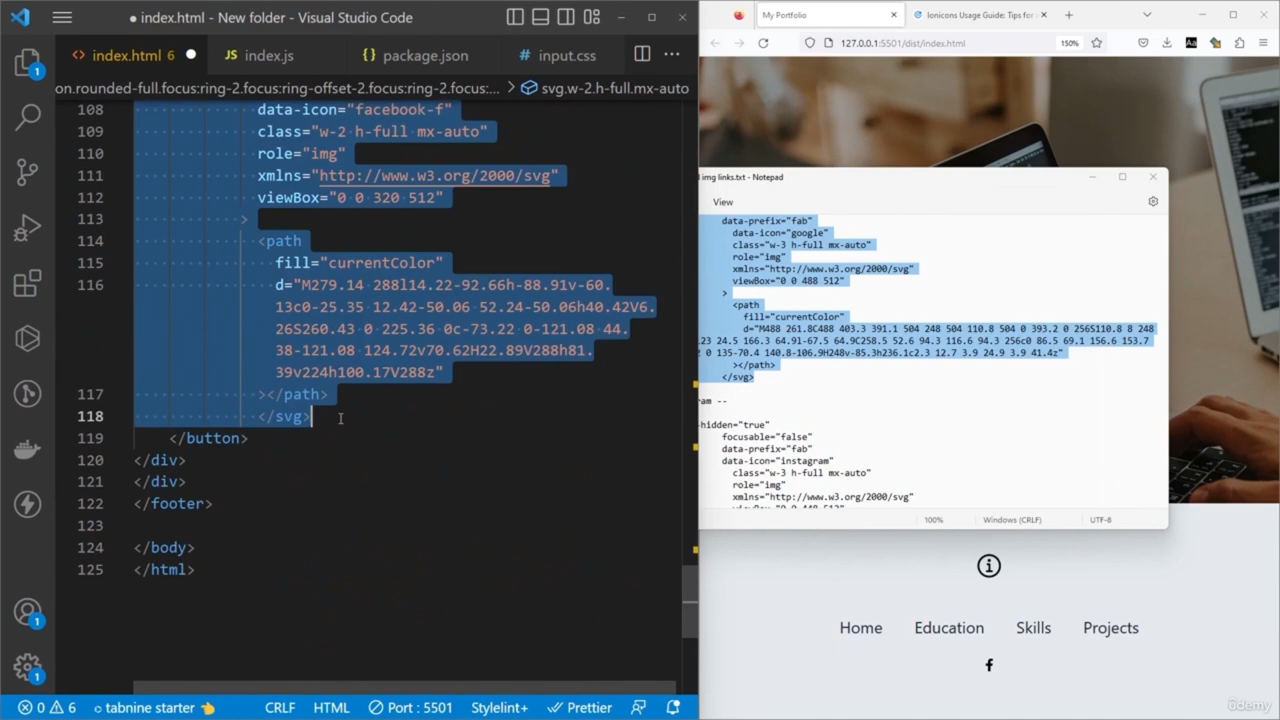 ● index.html - New folder - Visual Studio Code
index.html 6
JS index.js
{} package.json
# input.css
on.rounded-full.focus:ring-2.focus:ring-offset-2.focus:ring-2.focus:... > svg.w-2.h-full.mx-auto
108 data-icon="facebook-f"
109 class="w-2 h-full mx-auto"
110 role="img"
111 xmlns="http://www.w3.org/2000/svg"
112 viewBox="0 0 320 512"
113 >
114 <path
115 fill="currentColor"
116 d="M279.14 288l14.22-92.66h-88.91v-60.
13c0-25.35 12.42-50.06 52.24-50.06h40.42V6.
26S260.43 0 225.36 0c-73.22 0-121.08 44.
38-121.08 124.72v70.62H22.89V288h81.
39v224h100.17V288z"
117 ></path>
118 </svg>
119 </button>
120 </div>
121 </div>
122 </footer>
123
124 </body>
125 </html>
1
1
1
0 6
tabnine starter
CRLF
HTML
Port : 5501
Stylelint+
Prettier
My Portfolio
Ionicons Usage Guide: Tips for
127.0.0.1:5501/dist/index.html
150%
img links.txt - Notepad
View
data-prefix="fab"
data-icon="google"
class="w-3 h-full mx-auto"
role="img"
xmlns="http://www.w3.org/2000/svg"
viewBox="0 0 488 512"
>
<path
fill="currentColor"
d="M488 261.8C488 403.3 391.1 504 248 504 110.8 504 0 393.2 0 256S110.8 8 248
23 24.5 166.3 64.91-67.5 64.9C258.5 52.6 94.3 116.6 94.3 256c0 86.5 69.1 156.6 153.7
0 135-70.4 140.8-106.9H248v-85.3h236.1c2.3 12.7 3.9 24.9 3.9 41.4z"
></path>
</svg>
ram --
-hidden="true"
focusable="false"
data-prefix="fab"
data-icon="instagram"
class="w-3 h-full mx-auto"
role="img"
xmlns="http://www.w3.org/2000/svg"
100%
Windows (CRLF)
UTF-8
Home Education Skills Projects
ûdemy